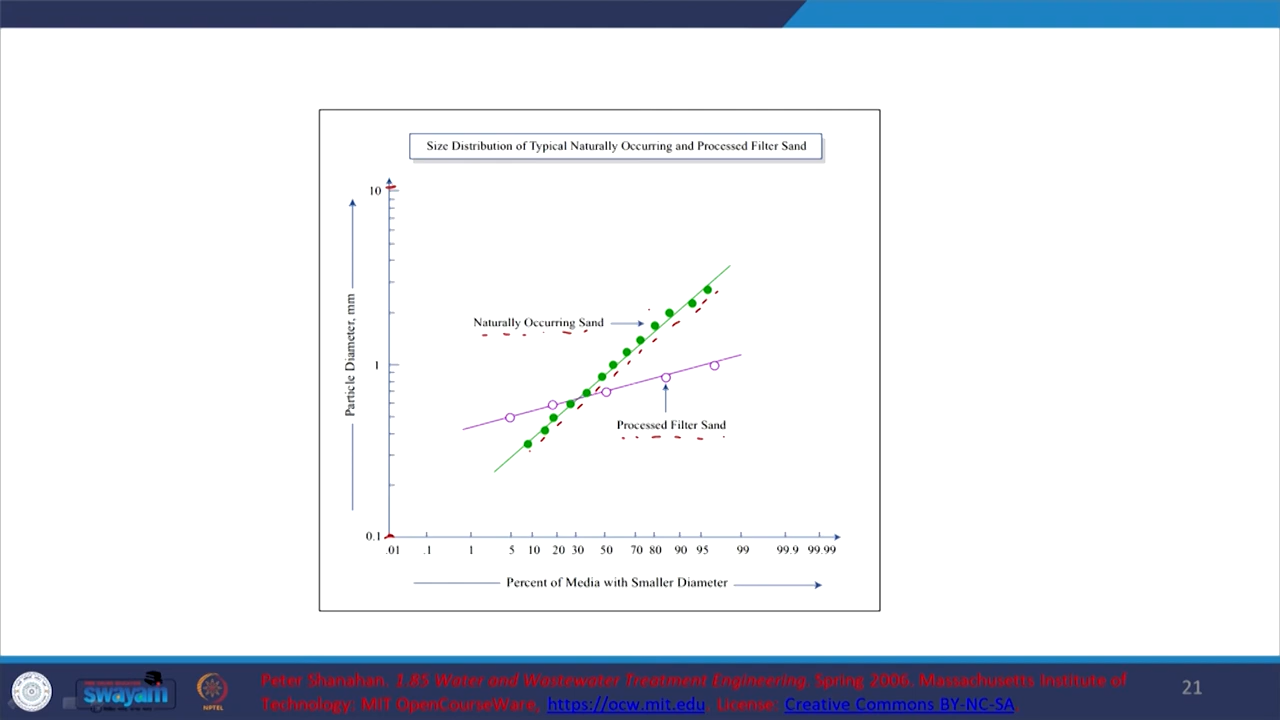 Size Distribution of Typical Naturally Occurring and Processed Filter Sand
10
Naturally Occurring Sand
1
Particle Diameter, mm
Processed Filter Sand
0.1
.01 .1 1 5 10 20 30 50 70 80 90 95 99 99.9 99.99
Percent of Media with Smaller Diameter
swayam
NPTEL
Peter Shanahan. 1.85 Water and Wastewater Treatment Engineering. Spring 2006. Massachusetts Institute of
Technology: MIT OpenCourseWare, https://ocw.mit.edu. License: Creative Commons BY-NC-SA
21